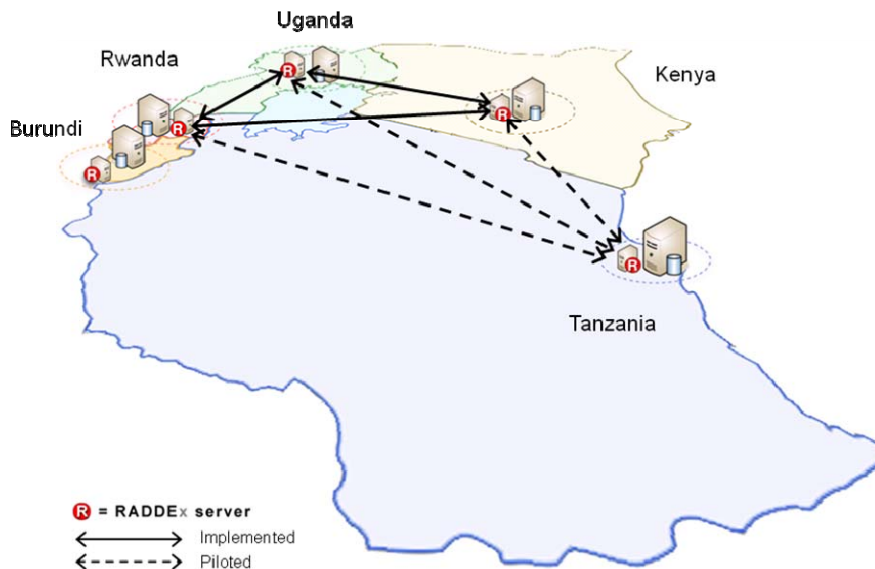 Uganda
Rwanda
Kenya
Burundi
R
R
R
R
R
Tanzania
R = RADDEx server
Implemented
Piloted